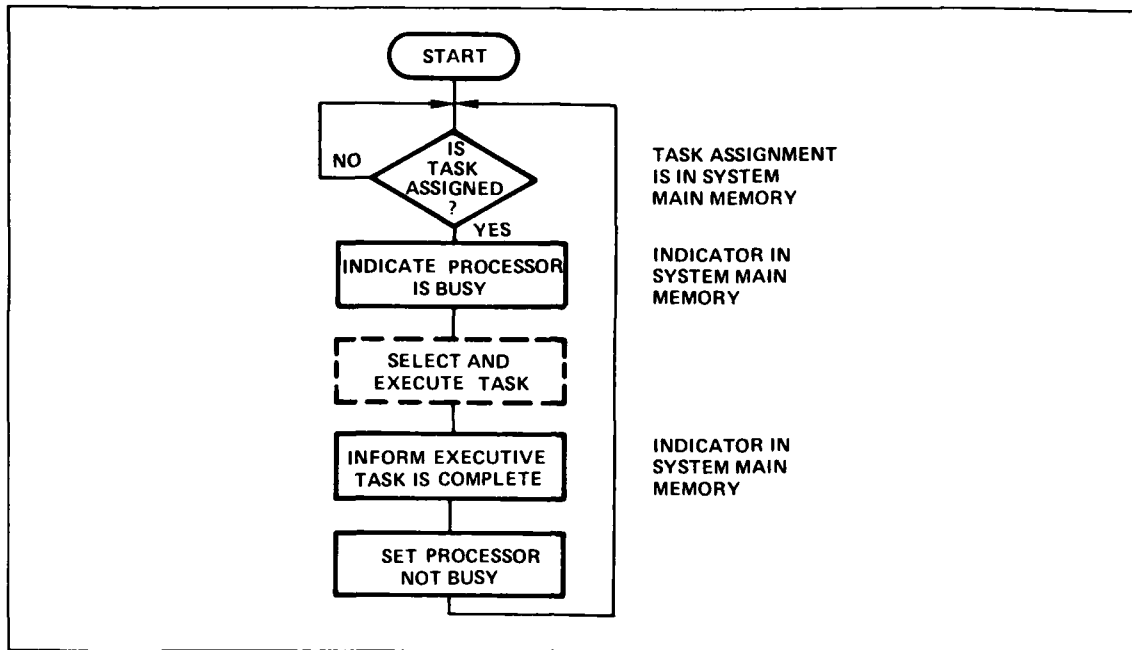 START
NO
IS
TASK
ASSIGNED
?
YES
TASK ASSIGNMENT
IS IN SYSTEM
MAIN MEMORY
INDICATE PROCESSOR
IS BUSY
INDICATOR IN
SYSTEM MAIN
MEMORY
SELECT AND
EXECUTE TASK
INFORM EXECUTIVE
TASK IS COMPLETE
INDICATOR IN
SYSTEM MAIN
MEMORY
SET PROCESSOR
NOT BUSY